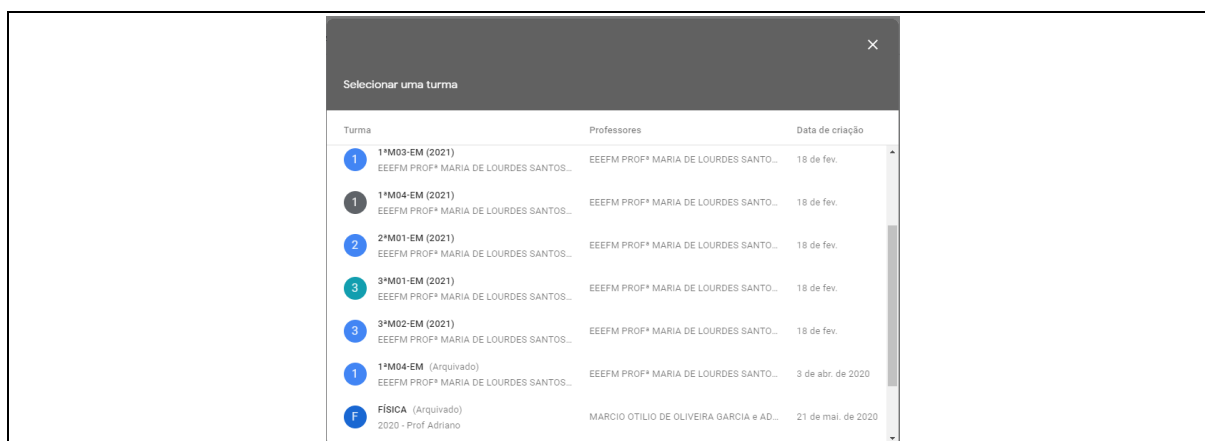 Selecionar uma turma
Turma Professores Data de criação
1ªM03-EM (2021)
EEEFM PROFª MARIA DE LOURDES SANTOS... EEEFM PROFª MARIA DE LOURDES SANTO... 18 de fev.
1 1ªM04-EM (2021)
EEEFM PROFª MARIA DE LOURDES SANTOS... EEEFM PROFª MARIA DE LOURDES SANTO... 18 de fev.
2 2ªM01-EM (2021)
EEEFM PROFª MARIA DE LOURDES SANTOS... EEEFM PROFª MARIA DE LOURDES SANTO... 18 de fev.
3 3ªM01-EM (2021)
EEEFM PROFª MARIA DE LOURDES SANTOS... EEEFM PROFª MARIA DE LOURDES SANTO... 18 de fev.
3 3ªM02-EM (2021)
EEEFM PROFª MARIA DE LOURDES SANTOS... EEEFM PROFª MARIA DE LOURDES SANTO... 18 de fev.
1 1ªM04-EM (Arquivado)
EEEFM PROFª MARIA DE LOURDES SANTOS... EEEFM PROFª MARIA DE LOURDES SANTO... 3 de abr. de 2020
F FÍSICA (Arquivado)
2020 - Prof Adriano MARCIO OTILIO DE OLIVEIRA GARCIA e AD... 21 de mai. de 2020